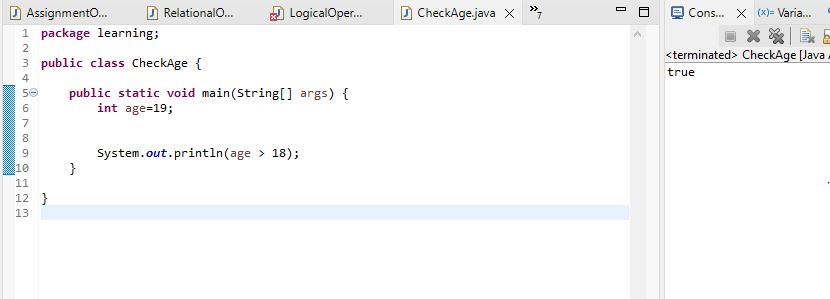 AssignmentO...
RelationalO...
LogicalOper...
CheckAge.java
7
1 package learning;
2
3 public class CheckAge {
4
5 public static void main(String[] args) {
6 int age=19;
7
8
9 System.out.println(age > 18);
10 }
11
12 }
13
Cons...
(x)= Varia...
<terminated> CheckAge [Java
true